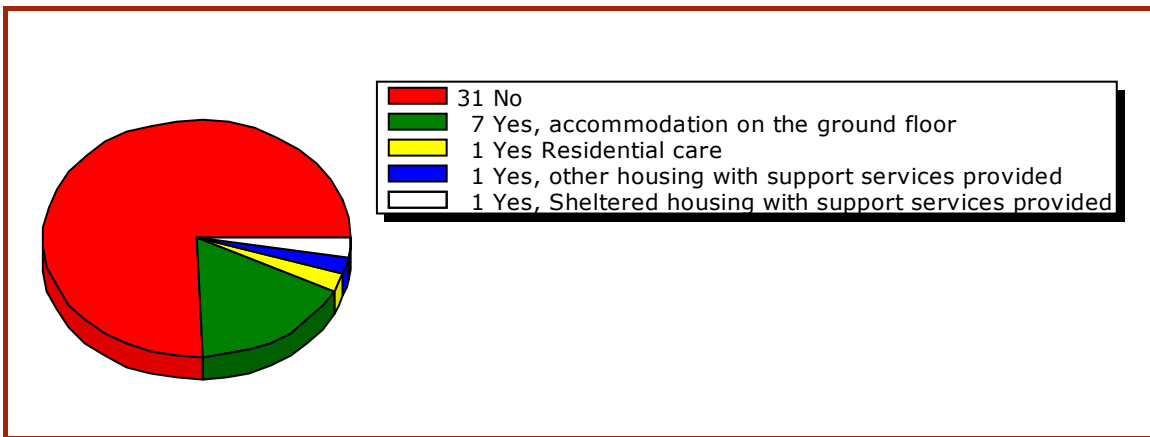 31 No
7 Yes, accommodation on the ground floor
1 Yes Residential care
1 Yes, other housing with support services provided
1 Yes, Sheltered housing with support services provided